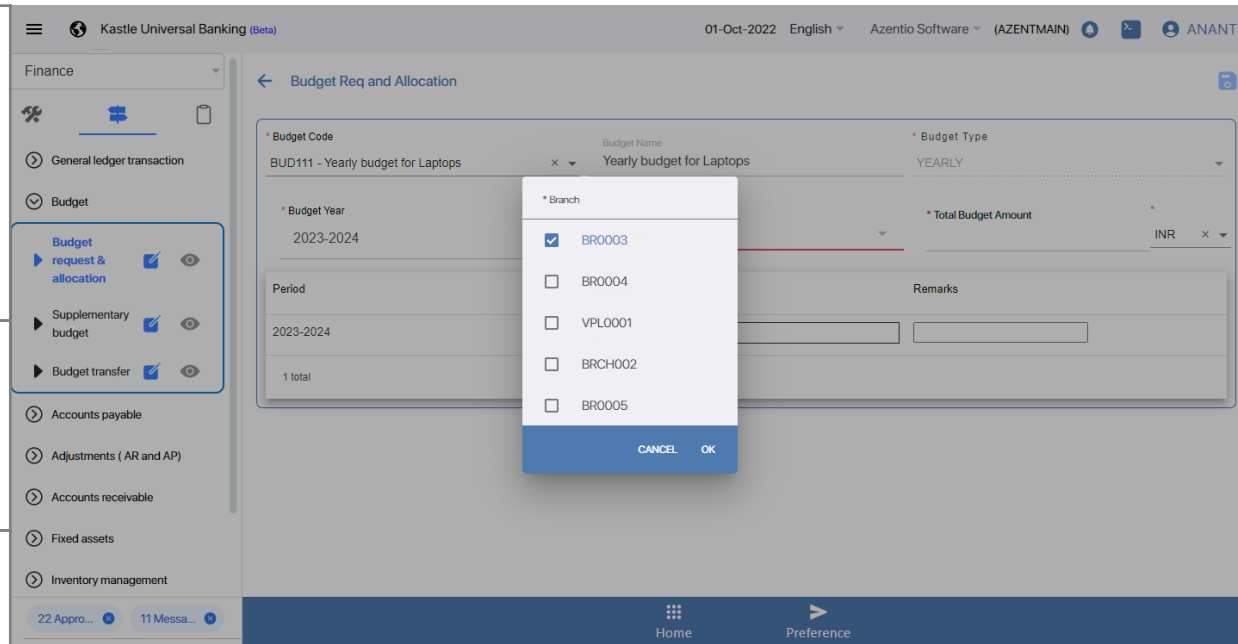 Kastle Universal Banking (Beta)
01-Oct-2022 English Azentio Software (AZENTMAIN) ANANT
Finance
Budget Req and Allocation
General ledger transaction
Budget
Budget
request &
allocation
Supplementary
budget
Budget transfer
Accounts payable
Adjustments ( AR and AP)
Accounts receivable
Fixed assets
Inventory management
22 Appro... 11 Messa...
* Budget Code
BUD111 - Yearly budget for Laptops ×
Budget Name
Yearly budget for Laptops
* Budget Type
YEARLY
* Budget Year
2023-2024
* Total Budget Amount
*
INR ×
Period
Remarks
2023-2024
1 total
* Branch
BR0003
BR0004
VPL0001
BRCH002
BR0005
CANCEL OK
Home Preference